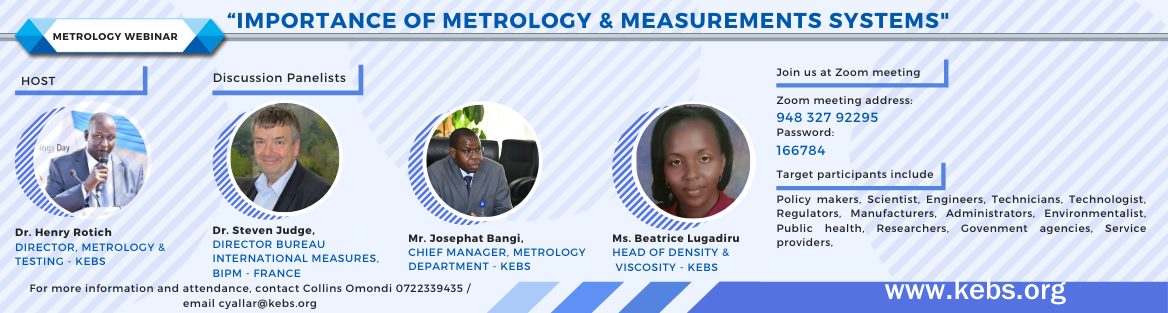 “IMPORTANCE OF METROLOGY & MEASUREMENTS SYSTEMS"
METROLOGY WEBINAR
HOST
Dr. Henry Rotich
DIRECTOR, METROLOGY &
TESTING - KEBS
Discussion Panelists
Dr. Steven Judge,
DIRECTOR BUREAU
INTERNATIONAL MEASURES,
BIPM - FRANCE
Mr. Josephat Bangi,
CHIEF MANAGER, METROLOGY
DEPARTMENT - KEBS
Ms. Beatrice Lugadiru
HEAD OF DENSITY &
VISCOSITY - KEBS
Join us at Zoom meeting
Zoom meeting address:
948 327 92295
Password:
166784
Target participants include
Policy makers, Scientist, Engineers, Technicians, Technologist,
Regulators, Manufacturers, Administrators, Environmentalist,
Public health, Researchers, Govenment agencies, Service
providers,
For more information and attendance, contact Collins Omondi 0722339435 /
email cyallar@kebs.org
www.kebs.org